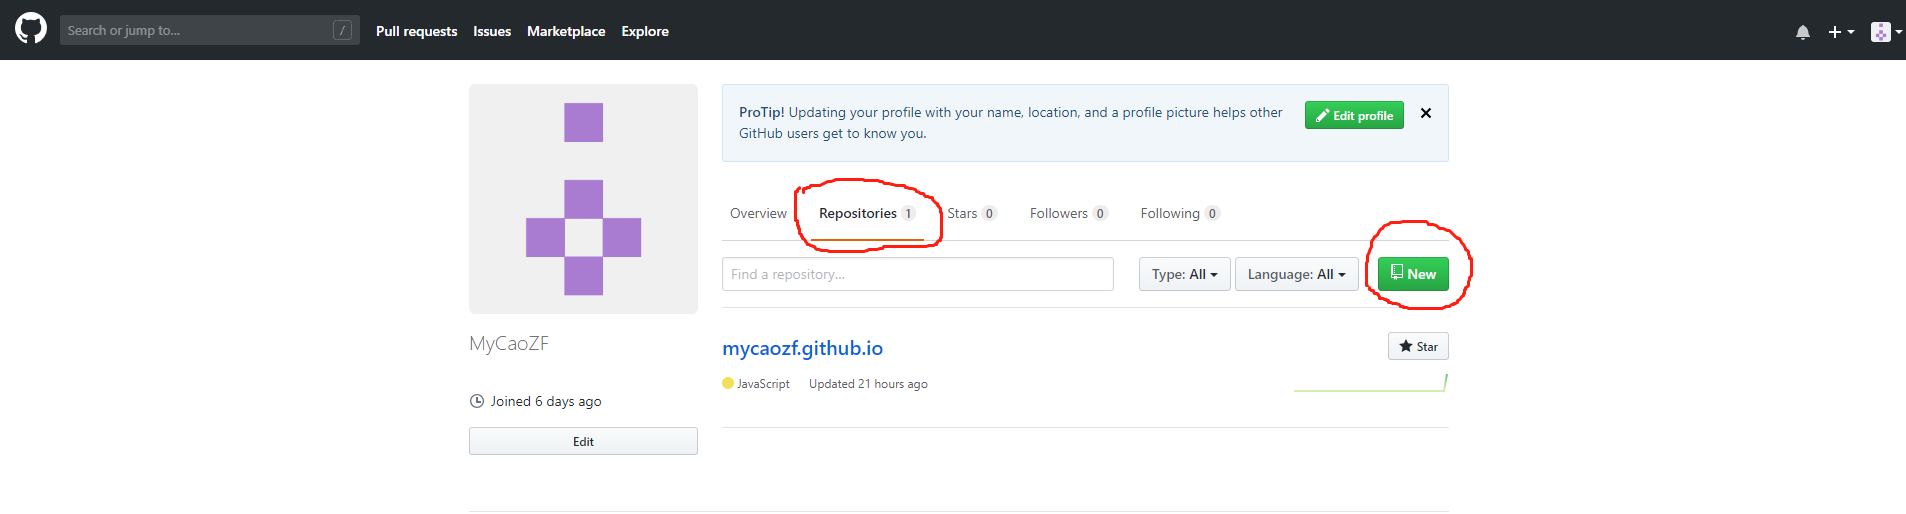 Search or jump to... /
Pull requests Issues Marketplace Explore
ProTip! Updating your profile with your name, location, and a profile picture helps other
GitHub users get to know you.
Edit profile
Overview Repositories 1 Stars 0 Followers 0 Following 0
Find a repository...
Type: All Language: All New
MyCaoZF
Joined 6 days ago
Edit
mycaozf.github.io
Star
JavaScript Updated 21 hours ago